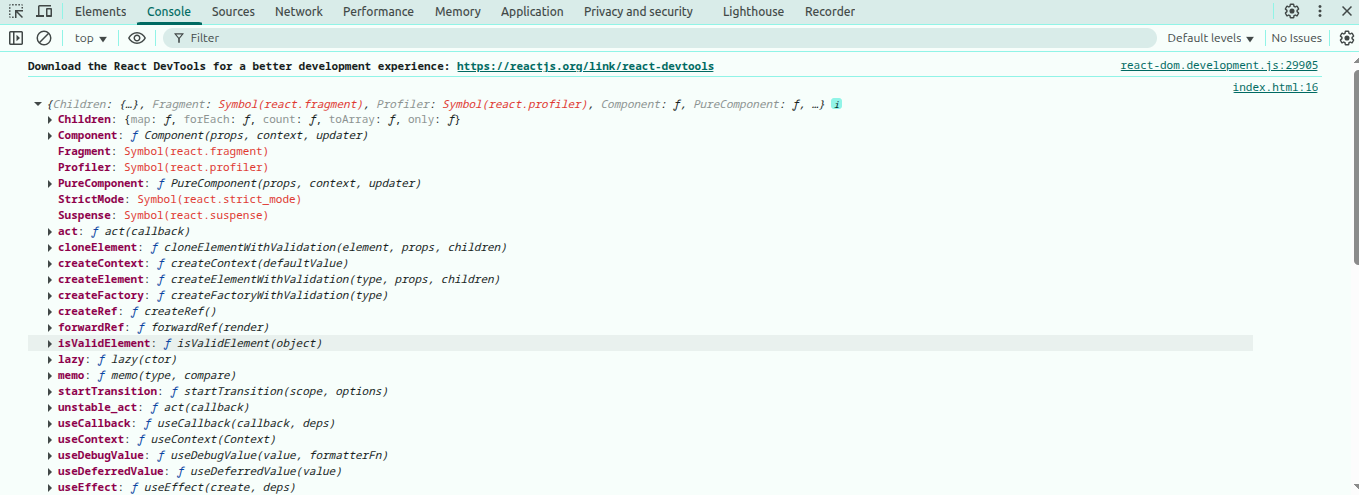 Elements Console Sources Network Performance Memory Application Privacy and security Lighthouse Recorder
top Filter Default levels No Issues
Download the React DevTools for a better development experience: https://reactjs.org/link/react-devtools react-dom.development.js:29905
index.html:16
{Children: {…}, Fragment: Symbol(react.fragment), Profiler: Symbol(react.profiler), Component: ƒ, PureComponent: ƒ, …} i
Children: {map: ƒ, forEach: ƒ, count: ƒ, toArray: ƒ, only: ƒ}
Component: ƒ Component(props, context, updater)
Fragment: Symbol(react.fragment)
Profiler: Symbol(react.profiler)
PureComponent: ƒ PureComponent(props, context, updater)
StrictMode: Symbol(react.strict_mode)
Suspense: Symbol(react.suspense)
act: ƒ act(callback)
cloneElement: ƒ cloneElementWithValidation(element, props, children)
createContext: ƒ createContext(defaultValue)
createElement: ƒ createElementWithValidation(type, props, children)
createFactory: ƒ createFactoryWithValidation(type)
createRef: ƒ createRef()
forwardRef: ƒ forwardRef(render)
isValidElement: ƒ isValidElement(object)
lazy: ƒ lazy(ctor)
memo: ƒ memo(type, compare)
startTransition: ƒ startTransition(scope, options)
unstable_act: ƒ act(callback)
useCallback: ƒ useCallback(callback, deps)
useContext: ƒ useContext(Context)
useDebugValue: ƒ useDebugValue(value, formatterFn)
useDeferredValue: ƒ useDeferredValue(value)
useEffect: ƒ useEffect(create, deps)